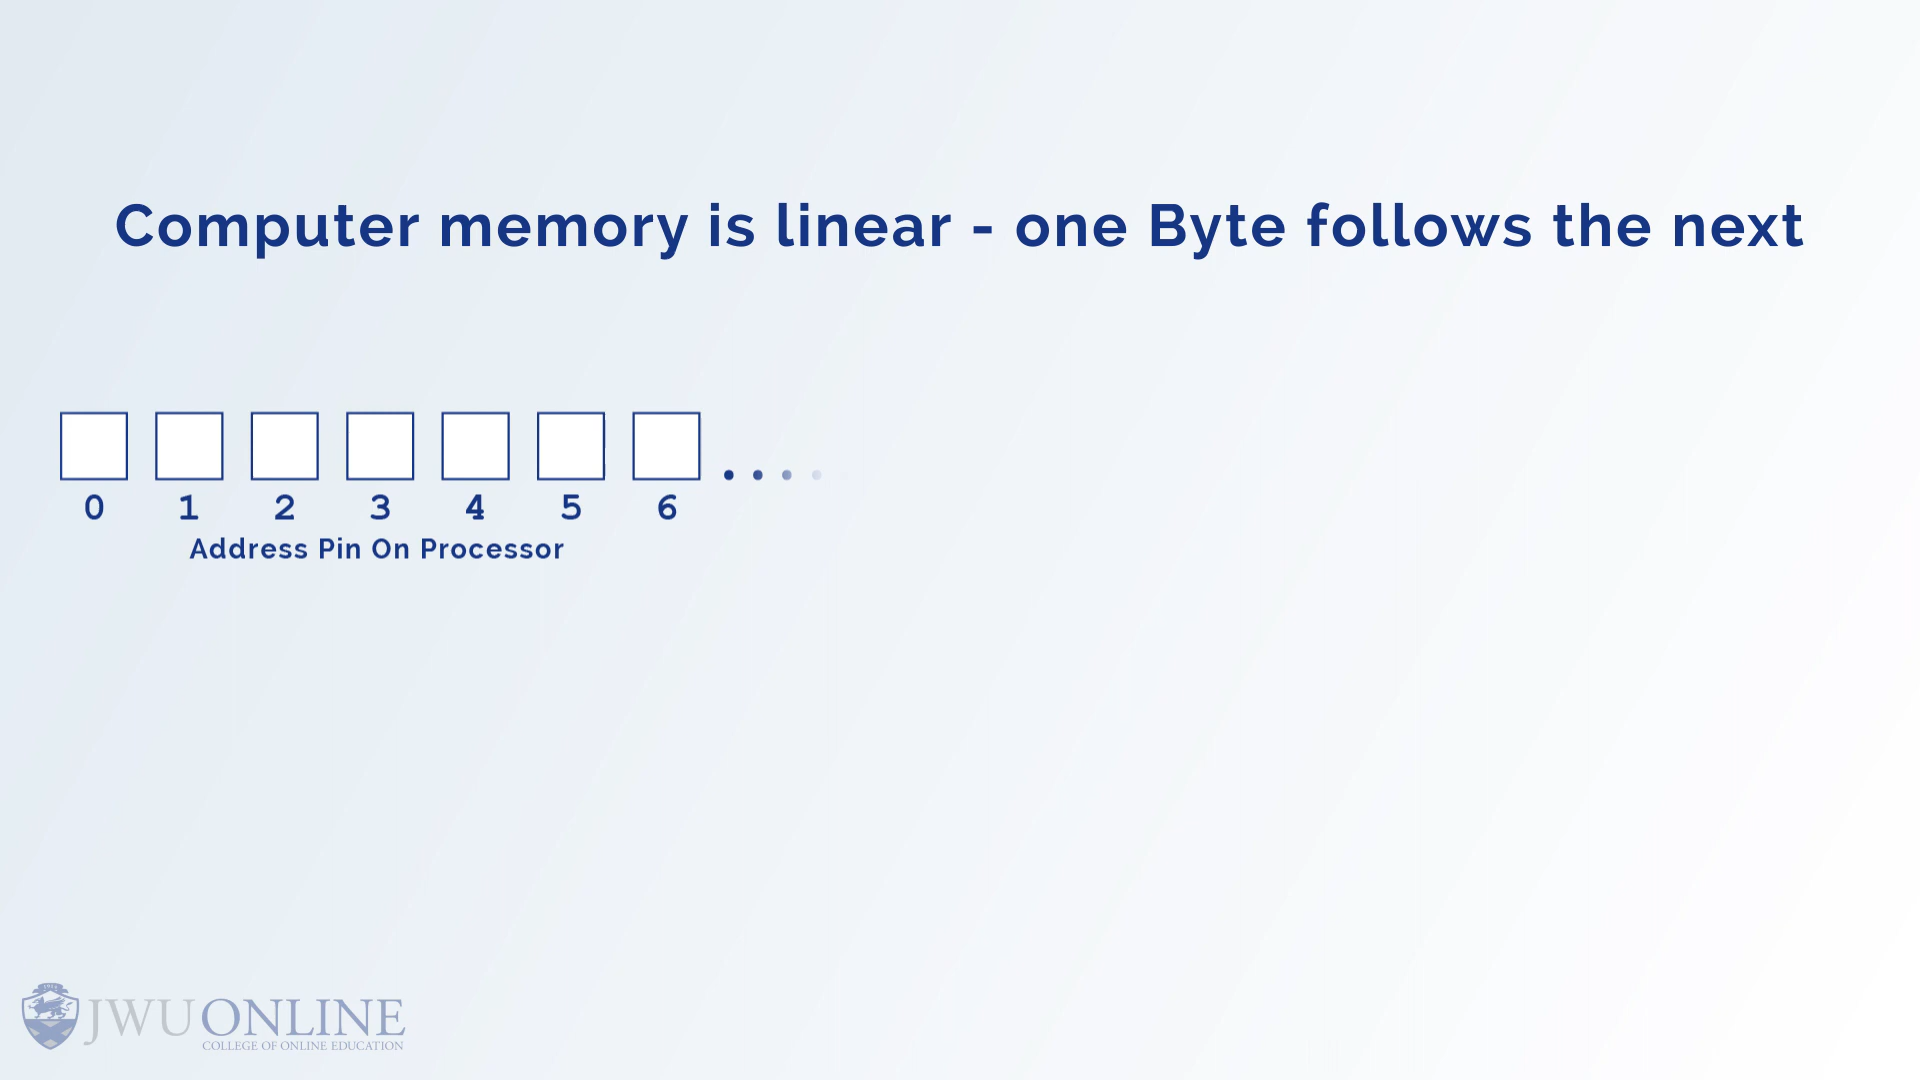 Computer memory is linear - one Byte follows the next
0 1 2 3 4 5 6 ....
Address Pin On Processor
JWU ONLINE
COLLEGE OF ONLINE EDUCATION